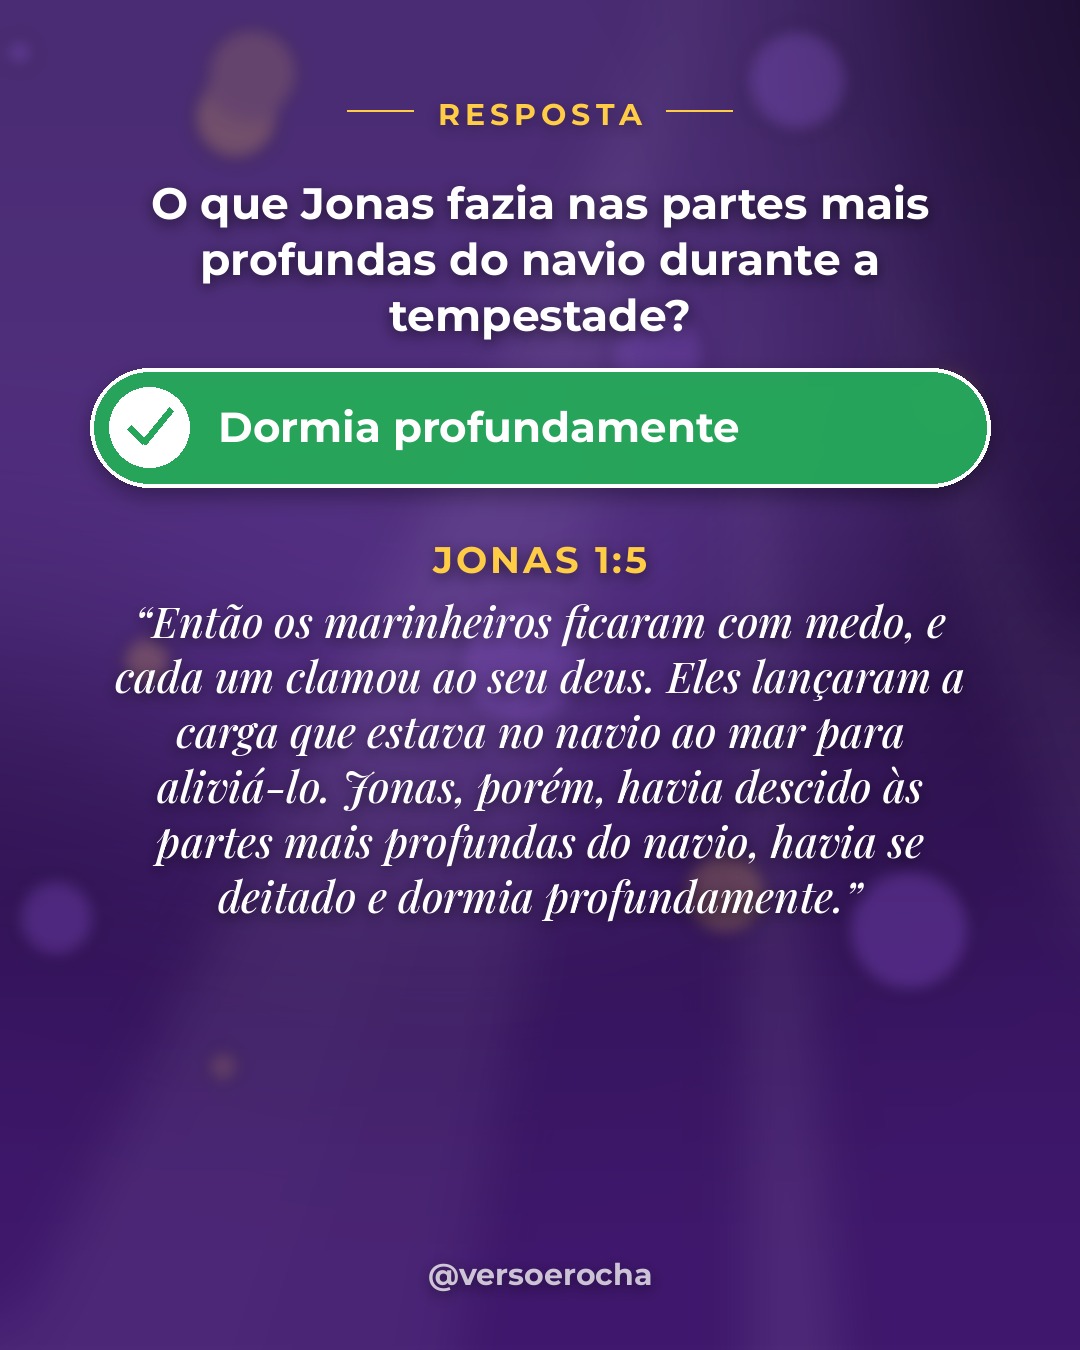 RESPOSTA
O que Jonas fazia nas partes mais
profundas do navio durante a
tempestade?
Dormia profundamente
JONAS 1:5
“Então os marinheiros ficaram com medo, e
cada um clamou ao seu deus. Eles lançaram a
carga que estava no navio ao mar para
aliviá-lo. Jonas, porém, havia descido às
partes mais profundas do navio, havia se
deitado e dormia profundamente.”
@versoerocha